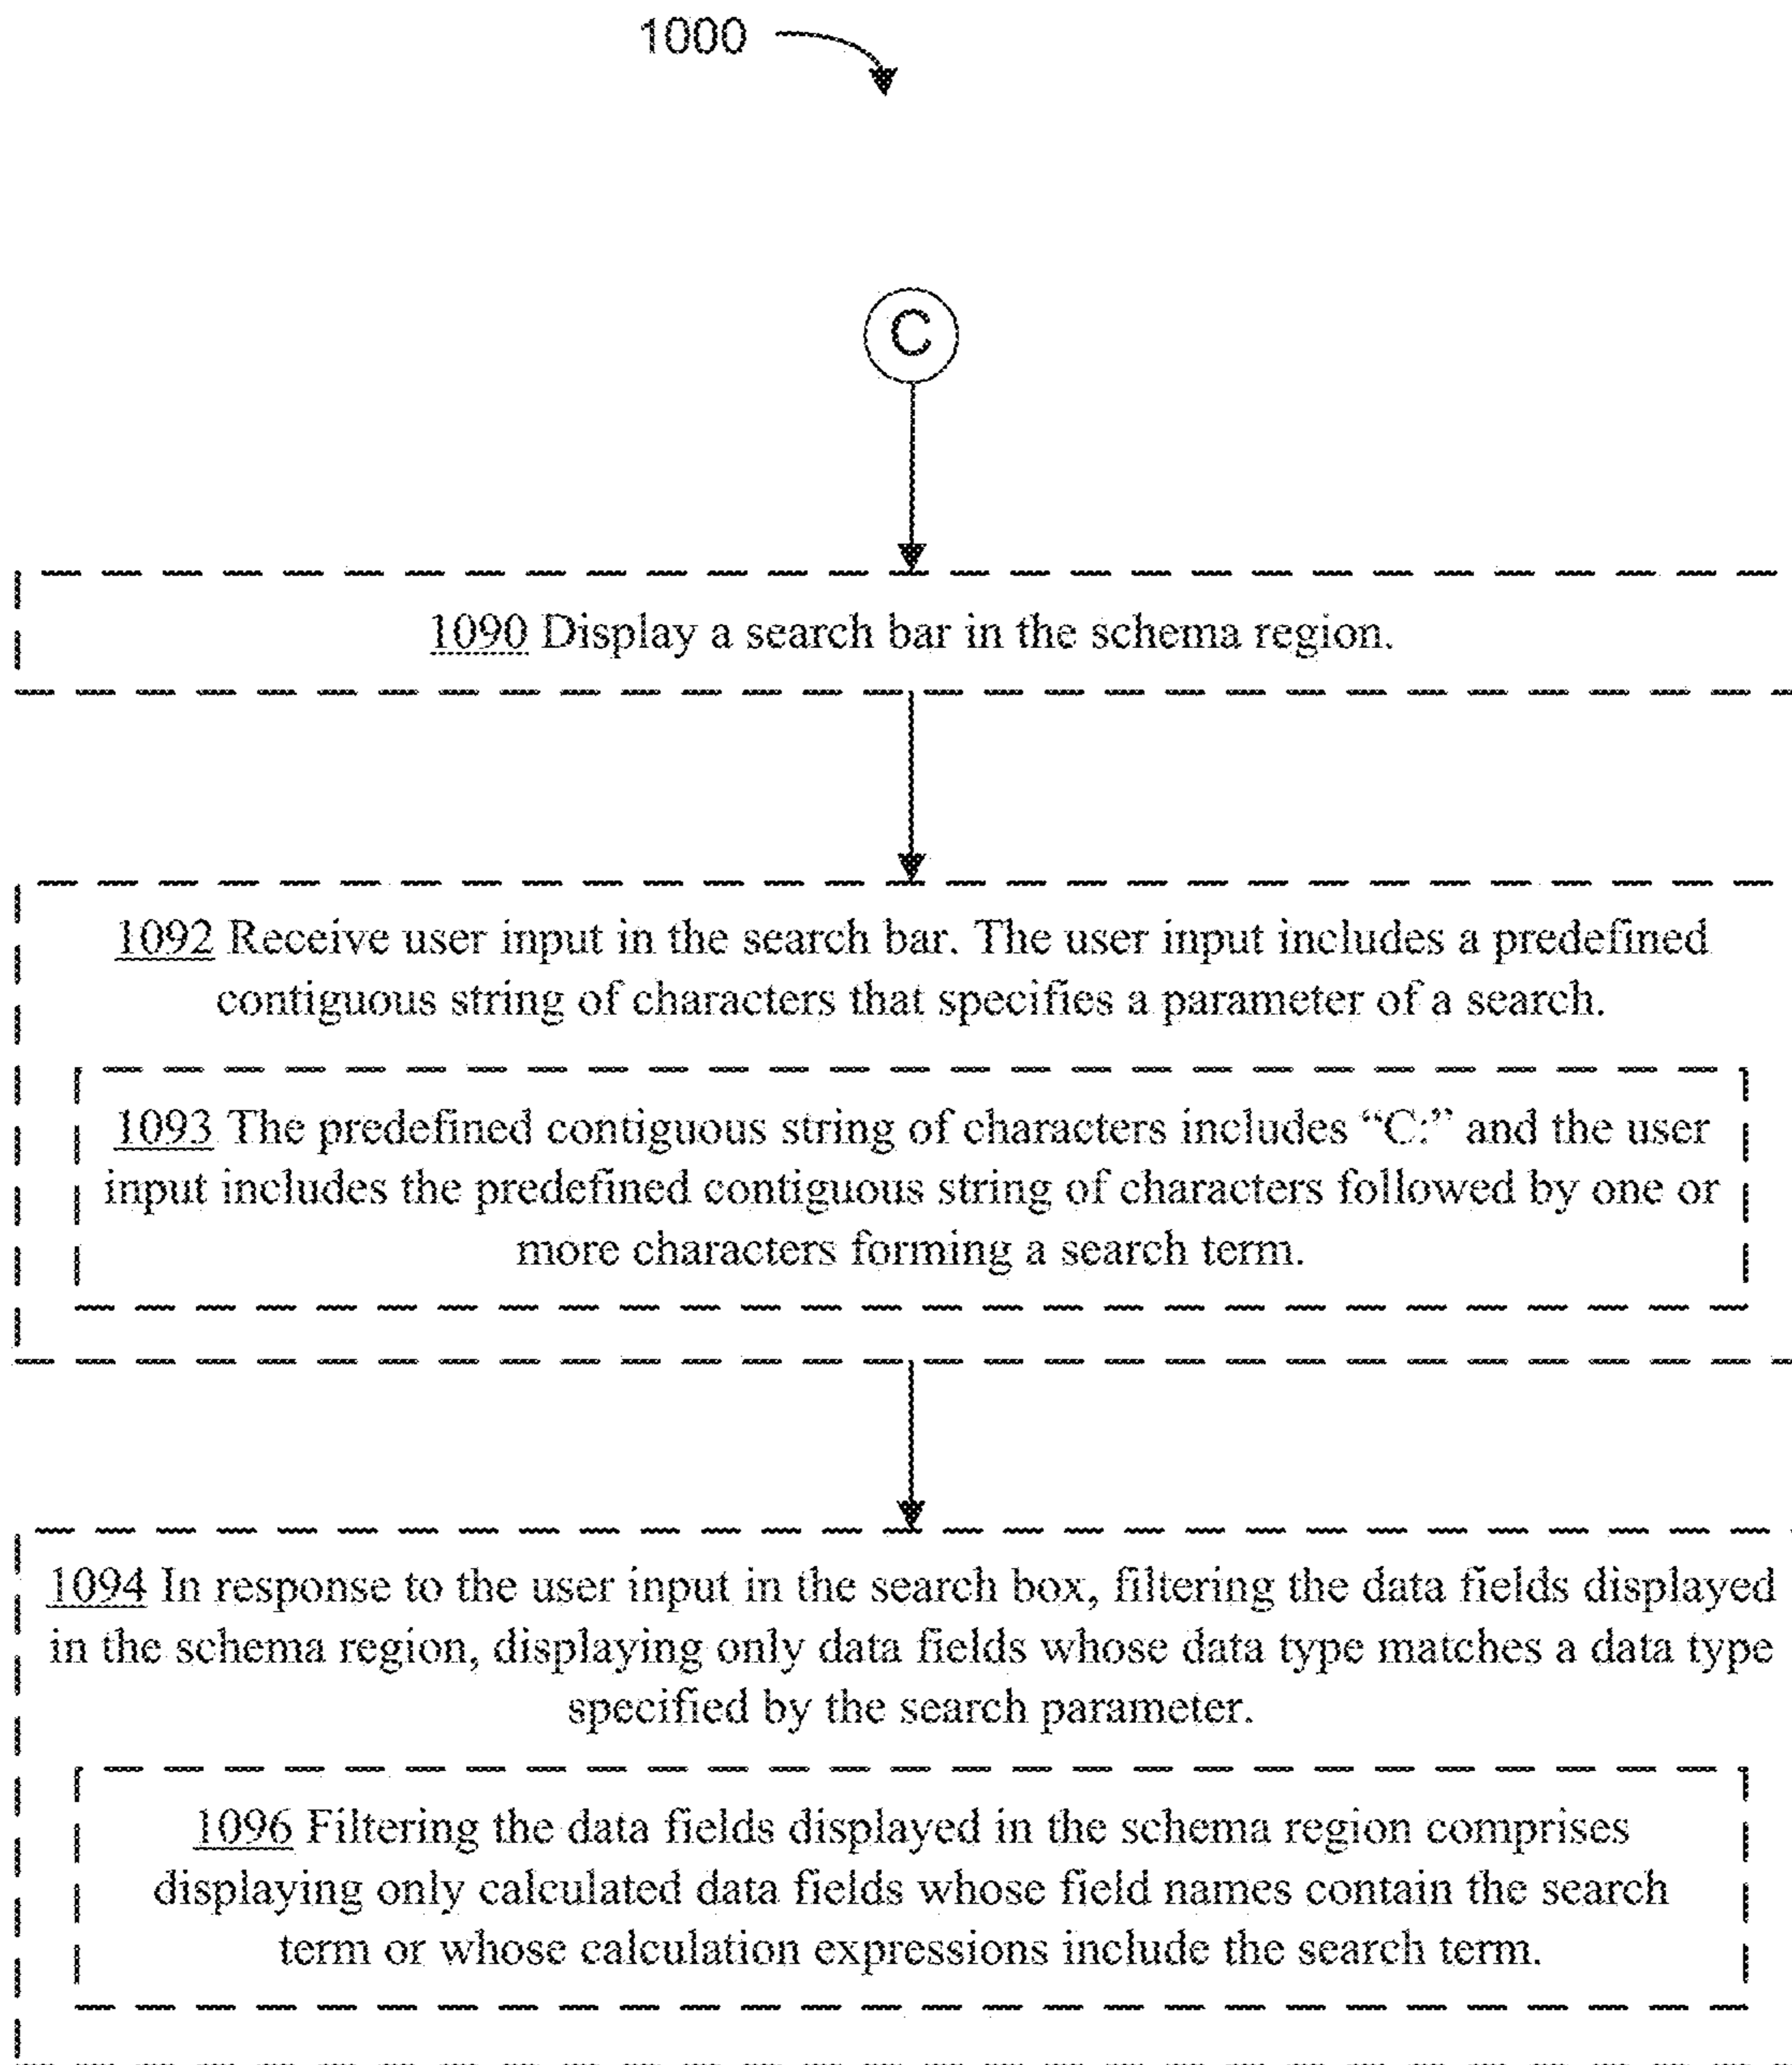 1000
C
1090 Display a search bar in the schema region.
1092 Receive user input in the search bar. The user input includes a predefined
contiguous string of characters that specifies a parameter of a search.
1093 The predefined contiguous string of characters includes “C:” and the user
input includes the predefined contiguous string of characters followed by one or
more characters forming a search term.
1094 In response to the user input in the search box, filtering the data fields displayed
in the schema region, displaying only data fields whose data type matches a data type
specified by the search parameter.
1096 Filtering the data fields displayed in the schema region comprises
displaying only calculated data fields whose field names contain the search
term or whose calculation expressions include the search term.